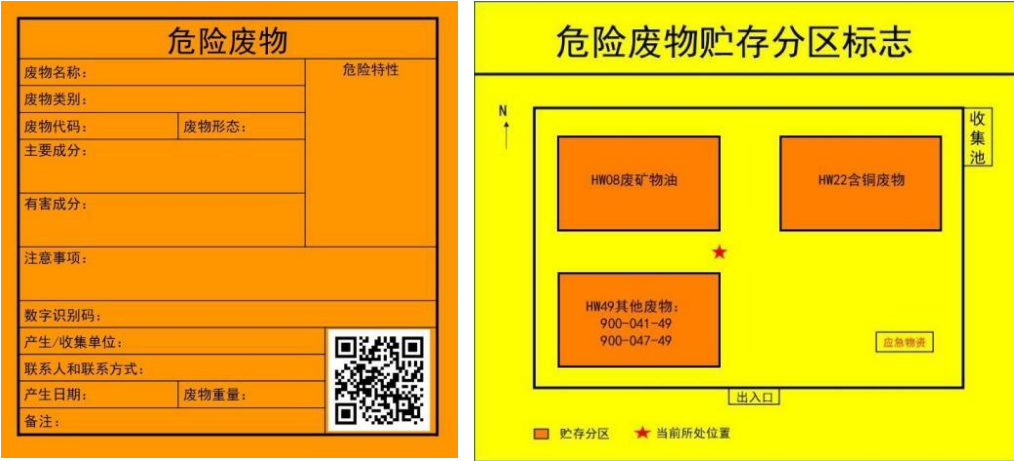 危险废物
废物名称：
危险特性
废物类别：
废物代码：
废物形态：
主要成分：
有害成分：
注意事项：
数字识别码：
产生/收集单位：
联系人和联系方式：
产生日期：
废物重量：
备注：
危险废物贮存分区标志
N
收集池
HW08废矿物油
HW22含铜废物
HW49其他废物：
900-041-49
900-047-49
应急物资
出入口
贮存分区
当前所处位置